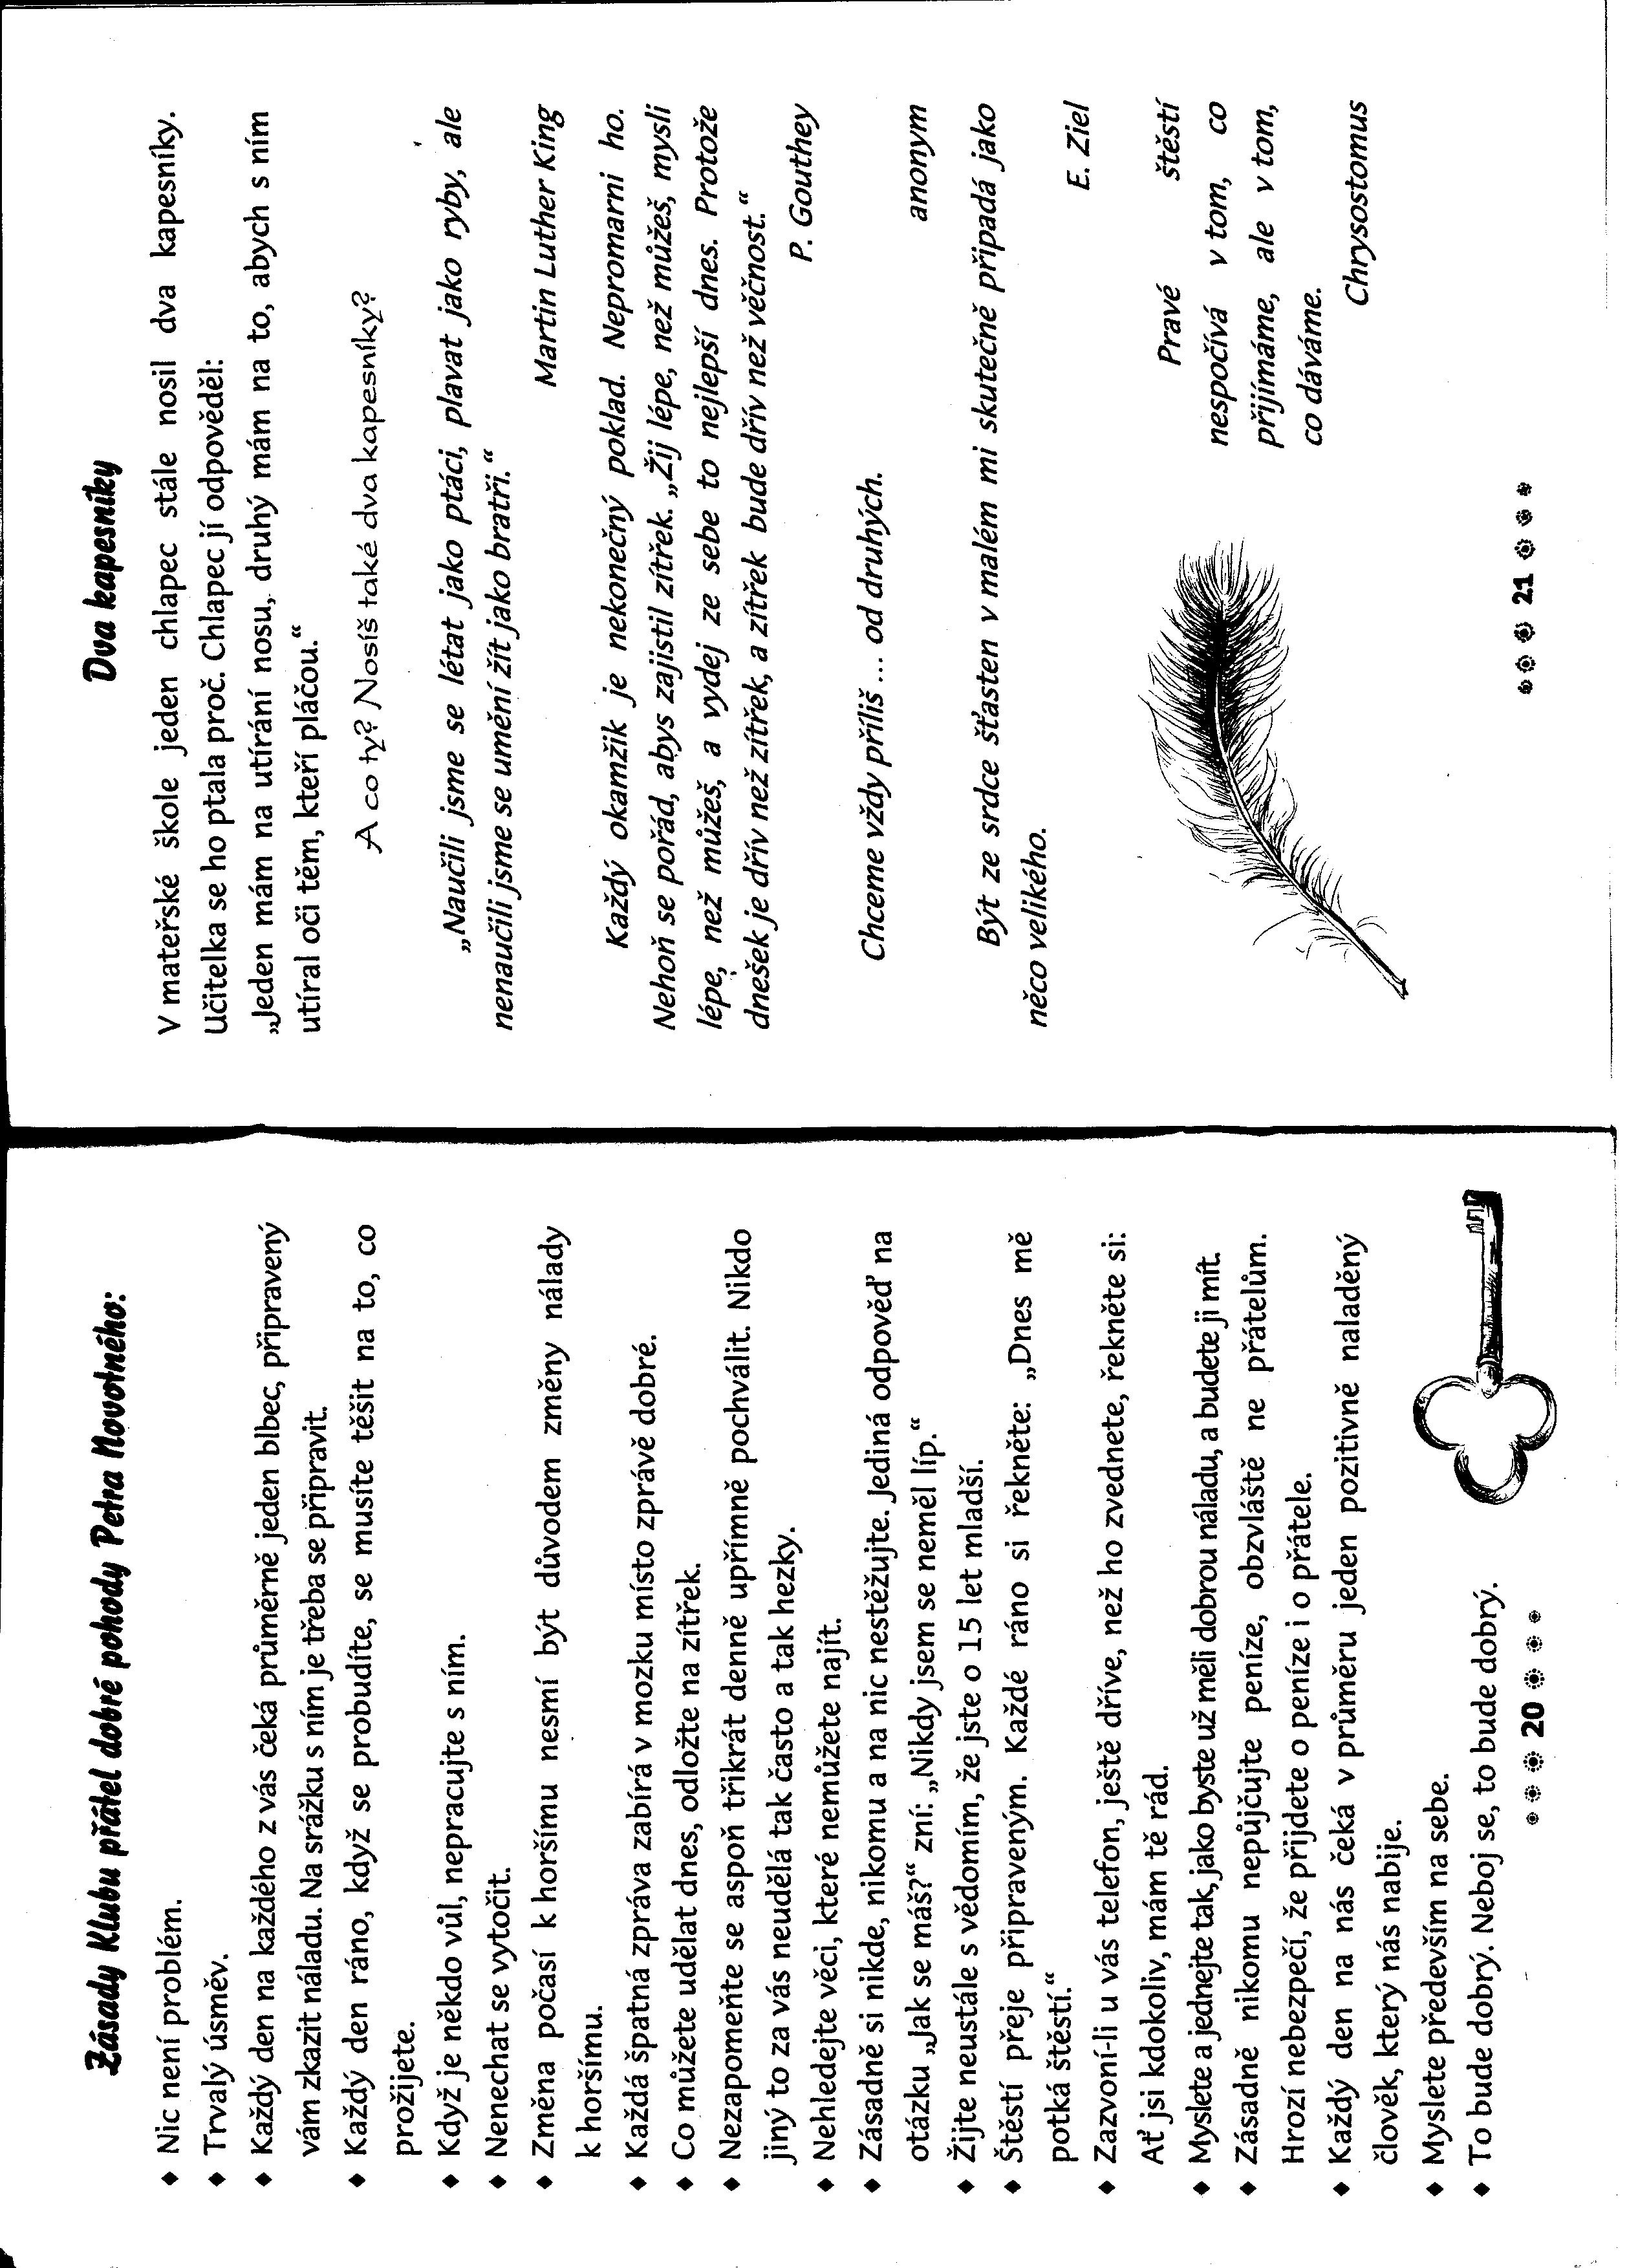 Zásady Klubu přátel dobré pohody Petra Novotného:
♦ Nic není problém.
♦ Trvalý úsměv.
♦ Každý den na každého z vás čeká průměrně jeden blbec, připravený
vám zkazit náladu. Na srážku s ním je třeba se připravit.
♦ Každý den ráno, když se probudíte, se musíte těšit na to, co
prožijete.
♦ Když je někdo vůl, nepracujte s ním.
♦ Nenechat se vytočit.
♦ Změna počasí k horšímu nesmí být důvodem změny nálady
k horšímu.
♦ Každá špatná zpráva zabírá v mozku místo zprávě dobré.
♦ Co můžete udělat dnes, odložte na zítřek.
♦ Nezapomeňte se aspoň třikrát denně upřímně pochválit. Nikdo
jiný to za vás neudělá tak často a tak hezky.
♦ Nehledejte věci, které nemůžete najít.
♦ Zásadně si nikde, nikomu a na nic nestěžujte. Jediná odpověď na
otázku „Jak se máš?“ zní: „Nikdy jsem se neměl líp.“
♦ Žijte neustále s vědomím, že jste o 15 let mladší.
♦ Štěstí přeje připraveným. Každé ráno si řekněte: „Dnes mě
potká štěstí.“
♦ Zazvoní-li u vás telefon, ještě dříve, než ho zvednete, řekněte si:
Ať jsi kdokoliv, mám tě rád.
♦ Myslete a jednejte tak, jako byste už měli dobrou náladu, a budete ji mít.
♦ Zásadně nikomu nepůjčujte peníze, obzvláště ne přátelům.
Hrozí nebezpečí, že přijdete o peníze i o přátele.
♦ Každý den na nás čeká v průměru jeden pozitivně naladěný
člověk, který nás nabije.
♦ Myslete především na sebe.
♦ To bude dobrý. Neboj se, to bude dobrý.
20
Dva kapesníky
V mateřské škole jeden chlapec stále nosil dva kapesníky.
Učitelka se ho ptala proč. Chlapec jí odpověděl:
„Jeden mám na utírání nosu, druhý mám na to, abych s ním
utíral oči těm, kteří pláčou.“
A co ty? Nosíš také dva kapesníky?
„Naučili jsme se létat jako ptáci, plavat jako ryby, ale
nenaučili jsme se umění žít jako bratři.“
Martin Luther King
Každý okamžik je nekonečný poklad. Nepromarni ho.
Nehoň se pořád, abys zajistil zítřek. „Žij lépe, než můžeš, mysli
lépe, než můžeš, a vydej ze sebe to nejlepší dnes. Protože
dnešek je dřív než zítřek, a zítřek bude dřív než věčnost.“
P. Gouthey
Chceme vždy příliš ... od druhých.
anonym
Být ze srdce šťasten v malém mi skutečně připadá jako
něco velikého.
E. Ziel
Pravé štěstí
nespočívá v tom, co
přijímáme, ale v tom,
co dáváme.
Chrysostomus
21